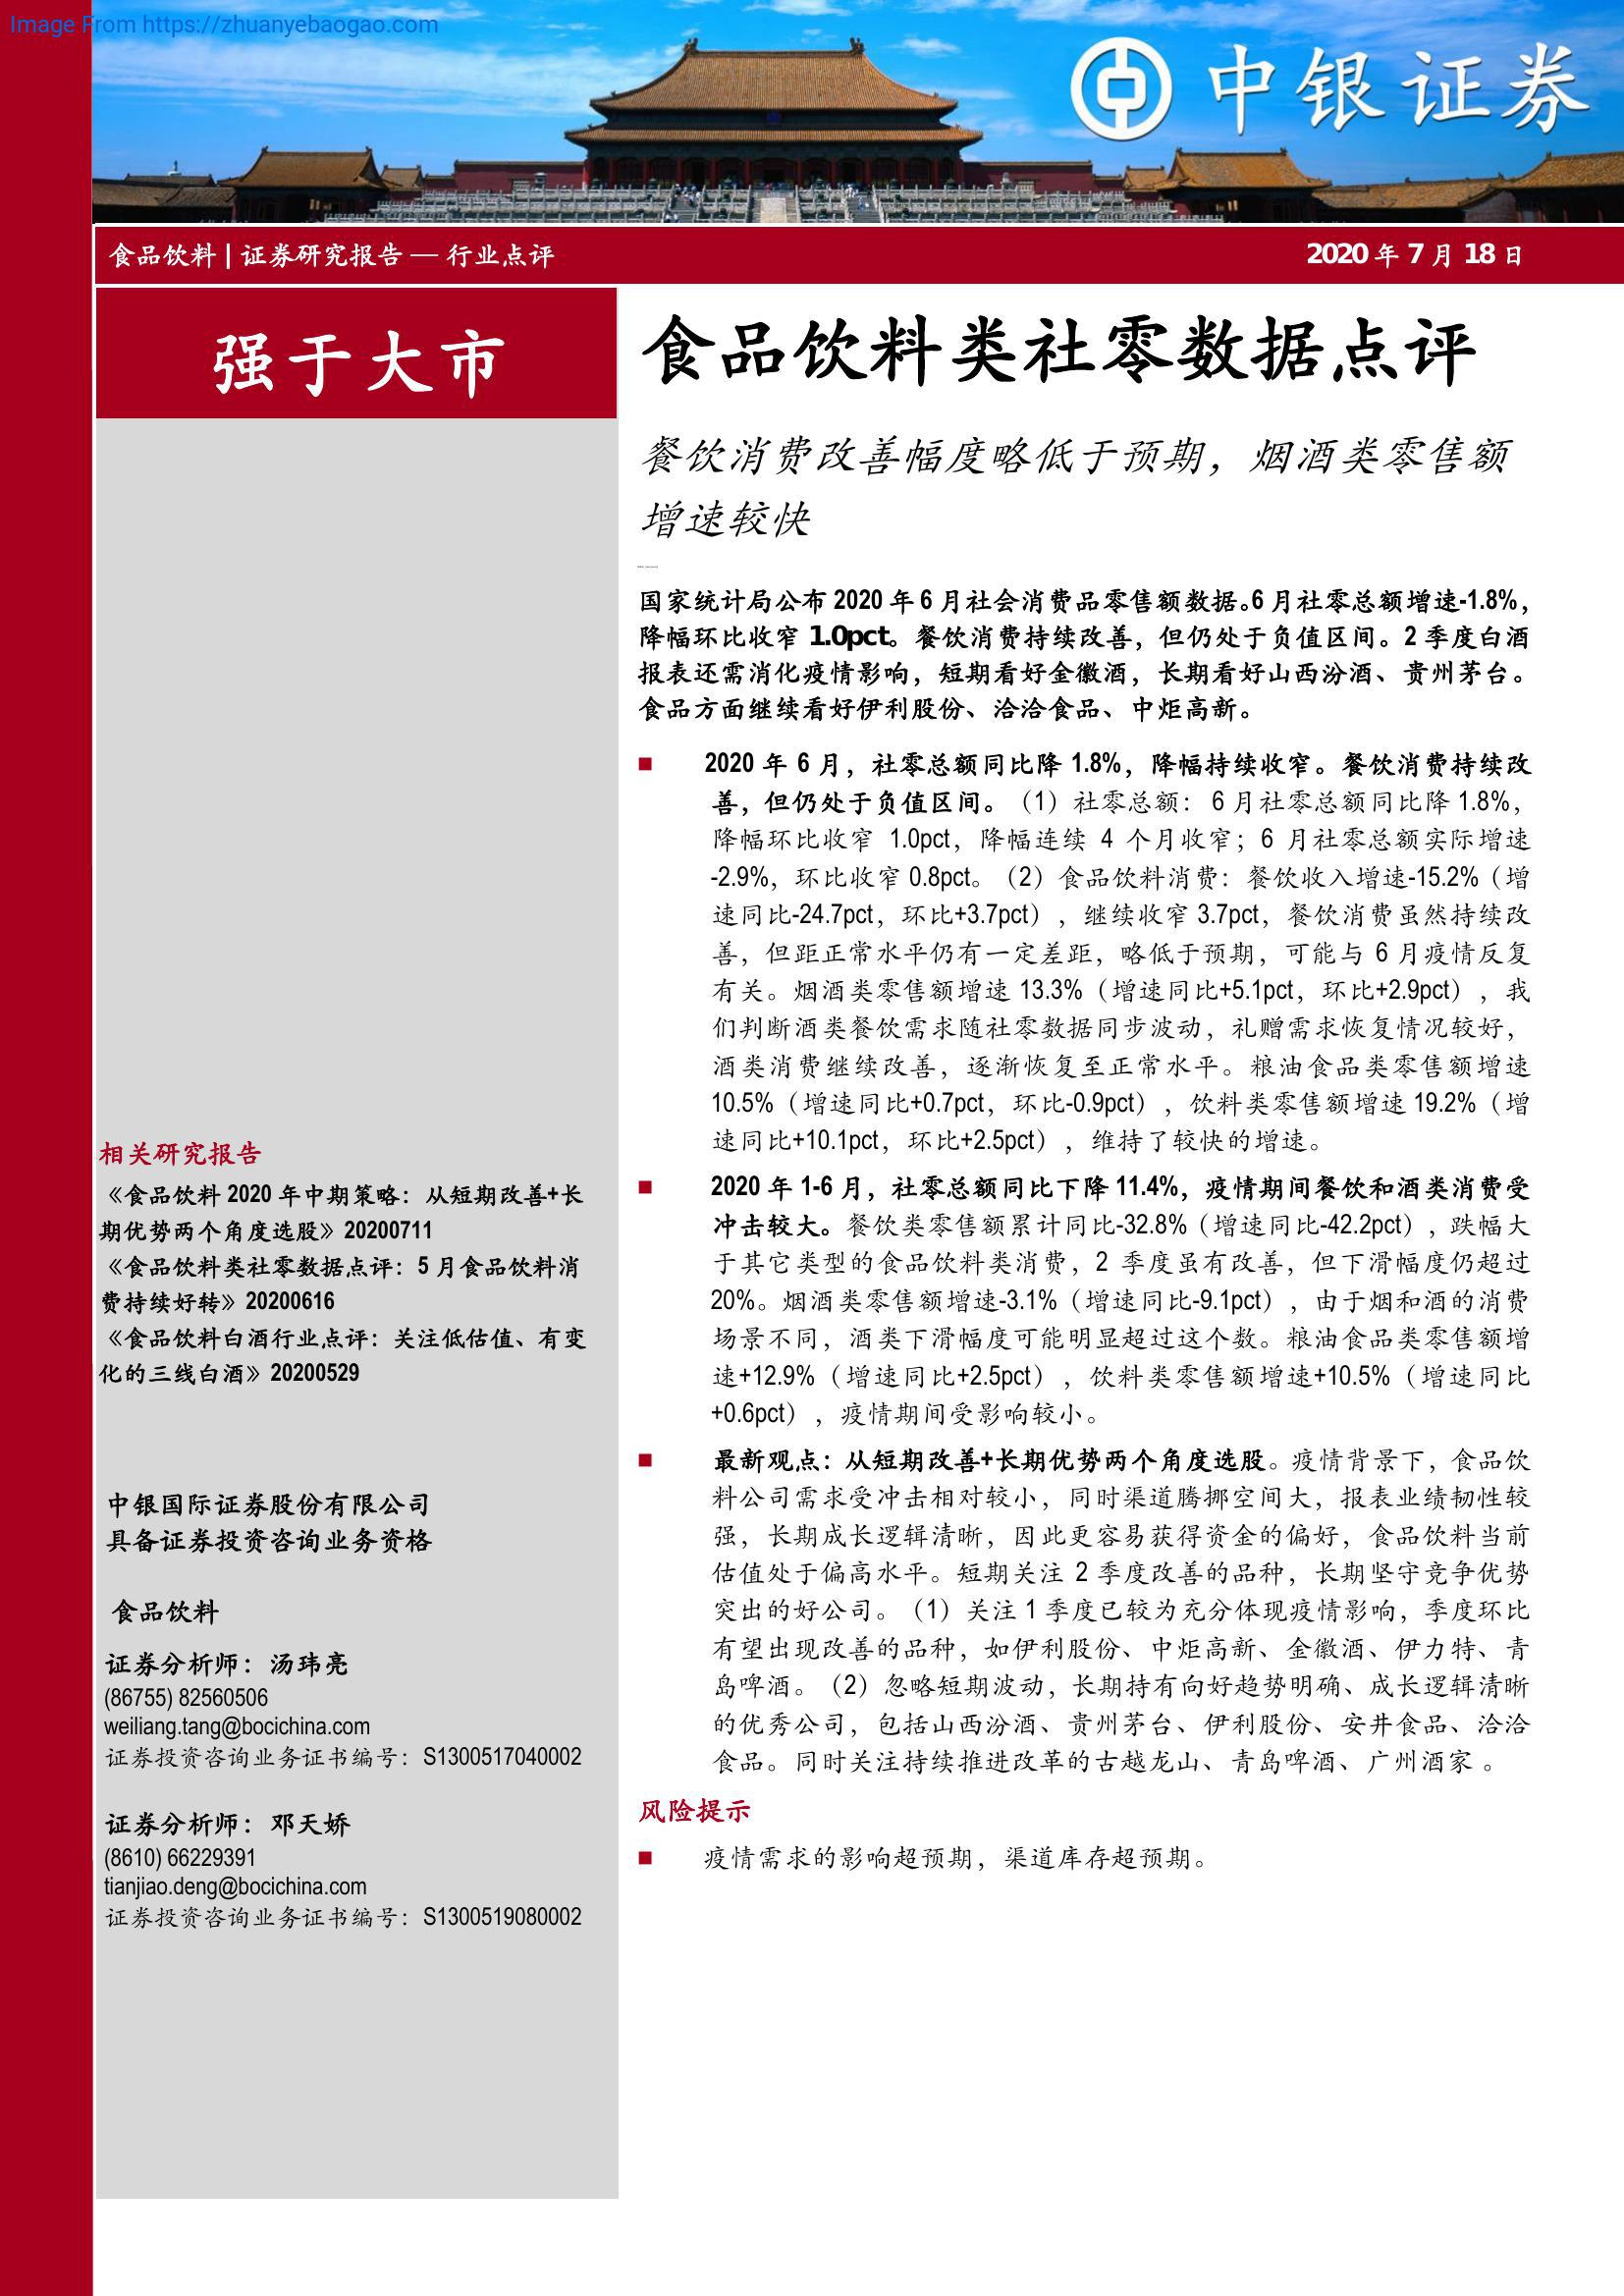 Image From https://zhuanyebaogao.com
中银证券
食品饮料 | 证券研究报告 — 行业点评
2020 年 7 月 18 日
强于大市
食品饮料类社零数据点评
餐饮消费改善幅度略低于预期，烟酒类零售额
增速较快
国家统计局公布 2020 年 6 月社会消费品零售额数据。6 月社零总额增速-1.8%，
降幅环比收窄 1.0pct。餐饮消费持续改善，但仍处于负值区间。2 季度白酒
报表还需消化疫情影响，短期看好金徽酒，长期看好山西汾酒、贵州茅台。
食品方面继续看好伊利股份、洽洽食品、中炬高新。
■ 2020 年 6 月，社零总额同比降 1.8%，降幅持续收窄。餐饮消费持续改
善，但仍处于负值区间。（1）社零总额：6 月社零总额同比降 1.8%，
降幅环比收窄 1.0pct，降幅连续 4 个月收窄；6 月社零总额实际增速
-2.9%，环比收窄 0.8pct。（2）食品饮料消费：餐饮收入增速-15.2%（增
速同比-24.7pct，环比+3.7pct），继续收窄 3.7pct，餐饮消费虽然持续改
善，但距正常水平仍有一定差距，略低于预期，可能与 6 月疫情反复
有关。烟酒类零售额增速 13.3%（增速同比+5.1pct，环比+2.9pct），我
们判断酒类餐饮需求随社零数据同步波动，礼赠需求恢复情况较好，
酒类消费继续改善，逐渐恢复至正常水平。粮油食品类零售额增速
10.5%（增速同比+0.7pct，环比-0.9pct），饮料类零售额增速 19.2%（增
速同比+10.1pct，环比+2.5pct），维持了较快的增速。
■ 2020 年 1-6 月，社零总额同比下降 11.4%，疫情期间餐饮和酒类消费受
冲击较大。餐饮类零售额累计同比-32.8%（增速同比-42.2pct），跌幅大
于其它类型的食品饮料类消费，2 季度虽有改善，但下滑幅度仍超过
20%。烟酒类零售额增速-3.1%（增速同比-9.1pct），由于烟和酒的消费
场景不同，酒类下滑幅度可能明显超过这个数。粮油食品类零售额增
速+12.9%（增速同比+2.5pct），饮料类零售额增速+10.5%（增速同比
+0.6pct），疫情期间受影响较小。
■ 最新观点：从短期改善+长期优势两个角度选股。疫情背景下，食品饮
料公司需求受冲击相对较小，同时渠道腾挪空间大，报表业绩韧性较
强，长期成长逻辑清晰，因此更容易获得资金的偏好，食品饮料当前
估值处于偏高水平。短期关注 2 季度改善的品种，长期坚守竞争优势
突出的好公司。（1）关注 1 季度已较为充分体现疫情影响，季度环比
有望出现改善的品种，如伊利股份、中炬高新、金徽酒、伊力特、青
岛啤酒。（2）忽略短期波动，长期持有向好趋势明确、成长逻辑清晰
的优秀公司，包括山西汾酒、贵州茅台、伊利股份、安井食品、洽洽
食品。同时关注持续推进改革的古越龙山、青岛啤酒、广州酒家 。
风险提示
■ 疫情需求的影响超预期，渠道库存超预期。
相关研究报告
《食品饮料 2020 年中期策略：从短期改善+长
期优势两个角度选股》20200711
《食品饮料类社零数据点评：5 月食品饮料消
费持续好转》20200616
《食品饮料白酒行业点评：关注低估值、有变
化的三线白酒》20200529
中银国际证券股份有限公司
具备证券投资咨询业务资格
食品饮料
证券分析师：汤玮亮
(86755) 82560506
weiliang.tang@bocichina.com
证券投资咨询业务证书编号：S1300517040002
证券分析师：邓天娇
(8610) 66229391
tianjiao.deng@bocichina.com
证券投资咨询业务证书编号：S1300519080002